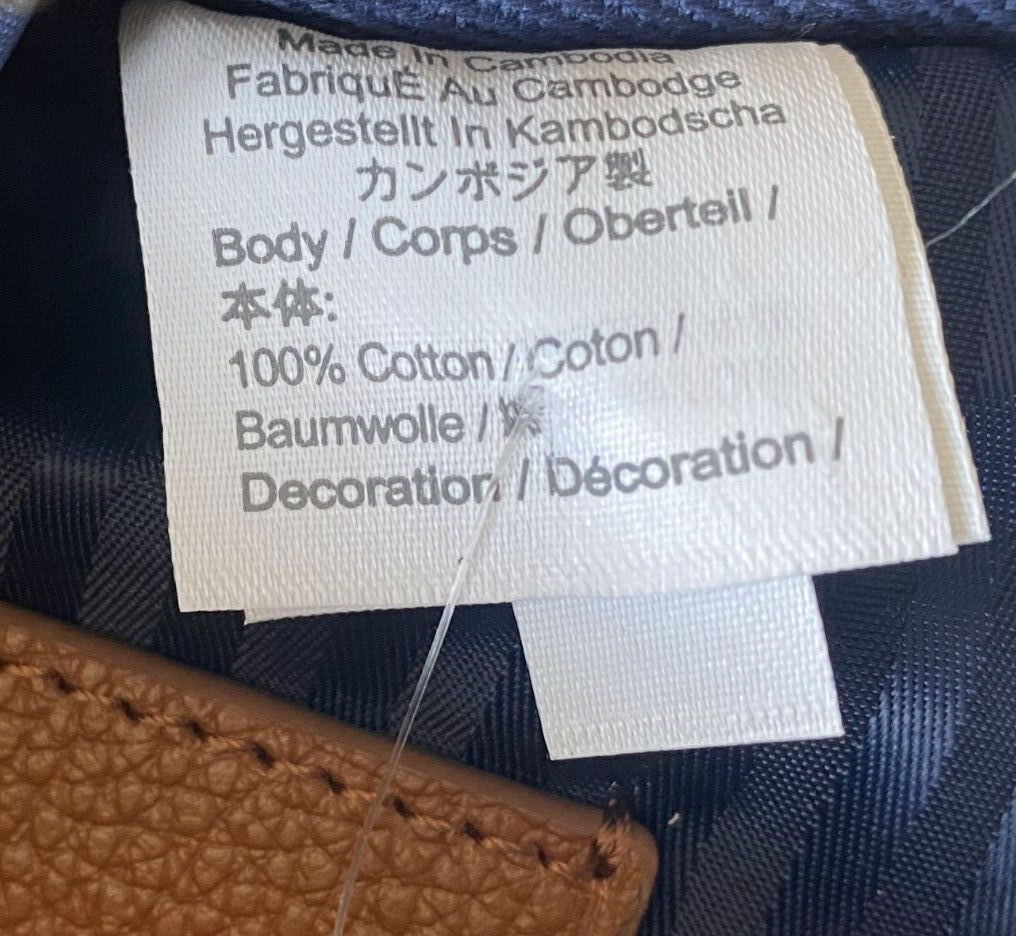 Made In Cambodia
FabriquÉ Au Cambodge
Hergestellt In Kambodscha
カンボジア製
Body / Corps / Oberteil /
本体:
100% Cotton / Coton /
Baumwolle /
Decoration / Décoration /